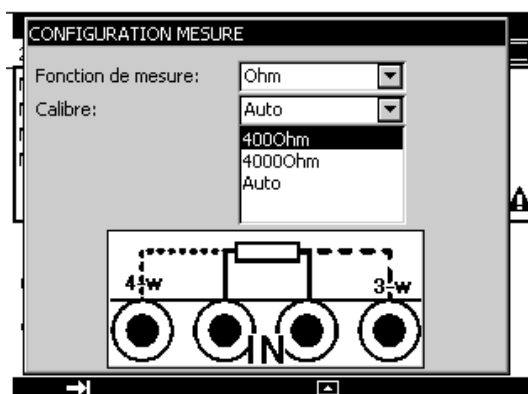 CONFIGURATION MESURE
Fonction de mesure: Ohm
Calibre: Auto
400Ohm
4000Ohm
Auto
4-w 3-w
IN